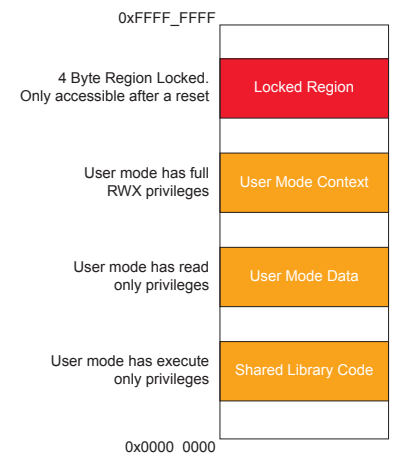 0xFFFF_FFFF
4 Byte Region Locked.
Only accessible after a reset
Locked Region
User mode has full
RWX privileges
User Mode Context
User mode has read
only privileges
User Mode Data
User mode has execute
only privileges
Shared Library Code
0x0000_0000